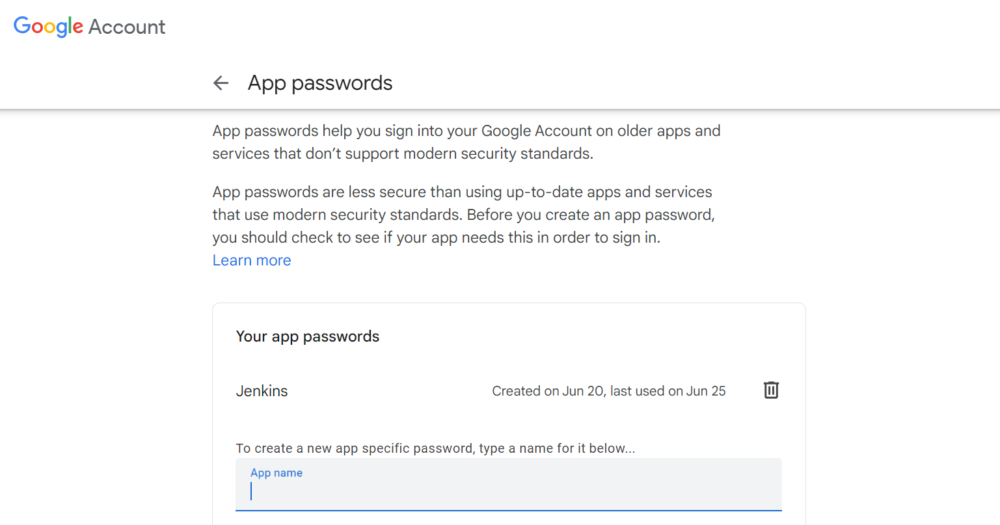 Google Account
App passwords
App passwords help you sign into your Google Account on older apps and
services that don’t support modern security standards.
App passwords are less secure than using up-to-date apps and services
that use modern security standards. Before you create an app password,
you should check to see if your app needs this in order to sign in.
Learn more
Your app passwords
Jenkins Created on Jun 20, last used on Jun 25
To create a new app specific password, type a name for it below...
App name